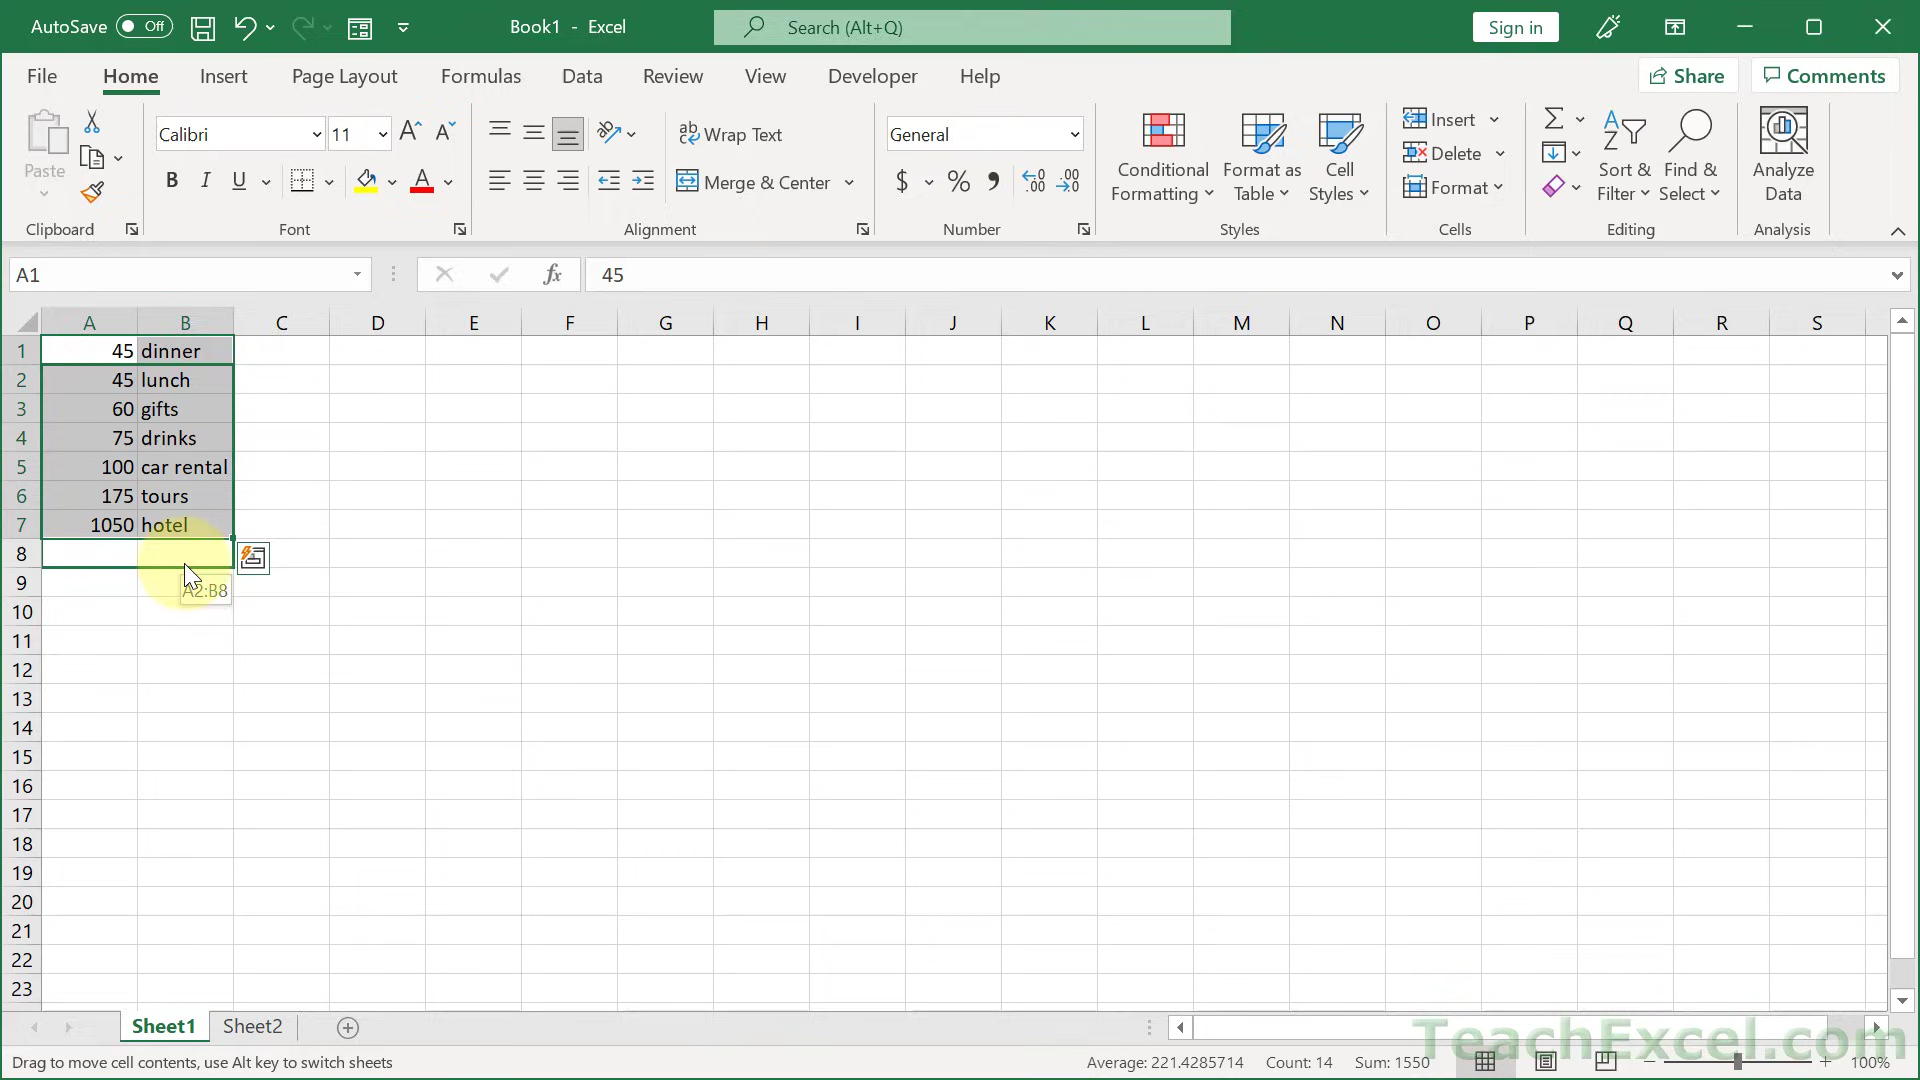 AutoSave Off Book1 - Excel Search (Alt+Q) Sign in
File Home Insert Page Layout Formulas Data Review View Developer Help Share Comments
Paste Calibri 11 A A ab Wrap Text General Conditional Formatting Format as Table Cell Styles Insert Delete Format Sort & Filter Find & Select Analyze Data
B I U A Merge & Center $ % 9 .00 .00
Clipboard Font Alignment Number Styles Cells Editing Analysis
A1 fx 45
A B C D E F G H I J K L M N O P Q R S
1 45 dinner
2 45 lunch
3 60 gifts
4 75 drinks
5 100 car rental
6 175 tours
7 1050 hotel
8
9 A2:B8
10
11
12
13
14
15
16
17
18
19
20
21
22
23
Sheet1 Sheet2
TeachExcel.com
Drag to move cell contents, use Alt key to switch sheets Average: 221.4285714 Count: 14 Sum: 1550 100%